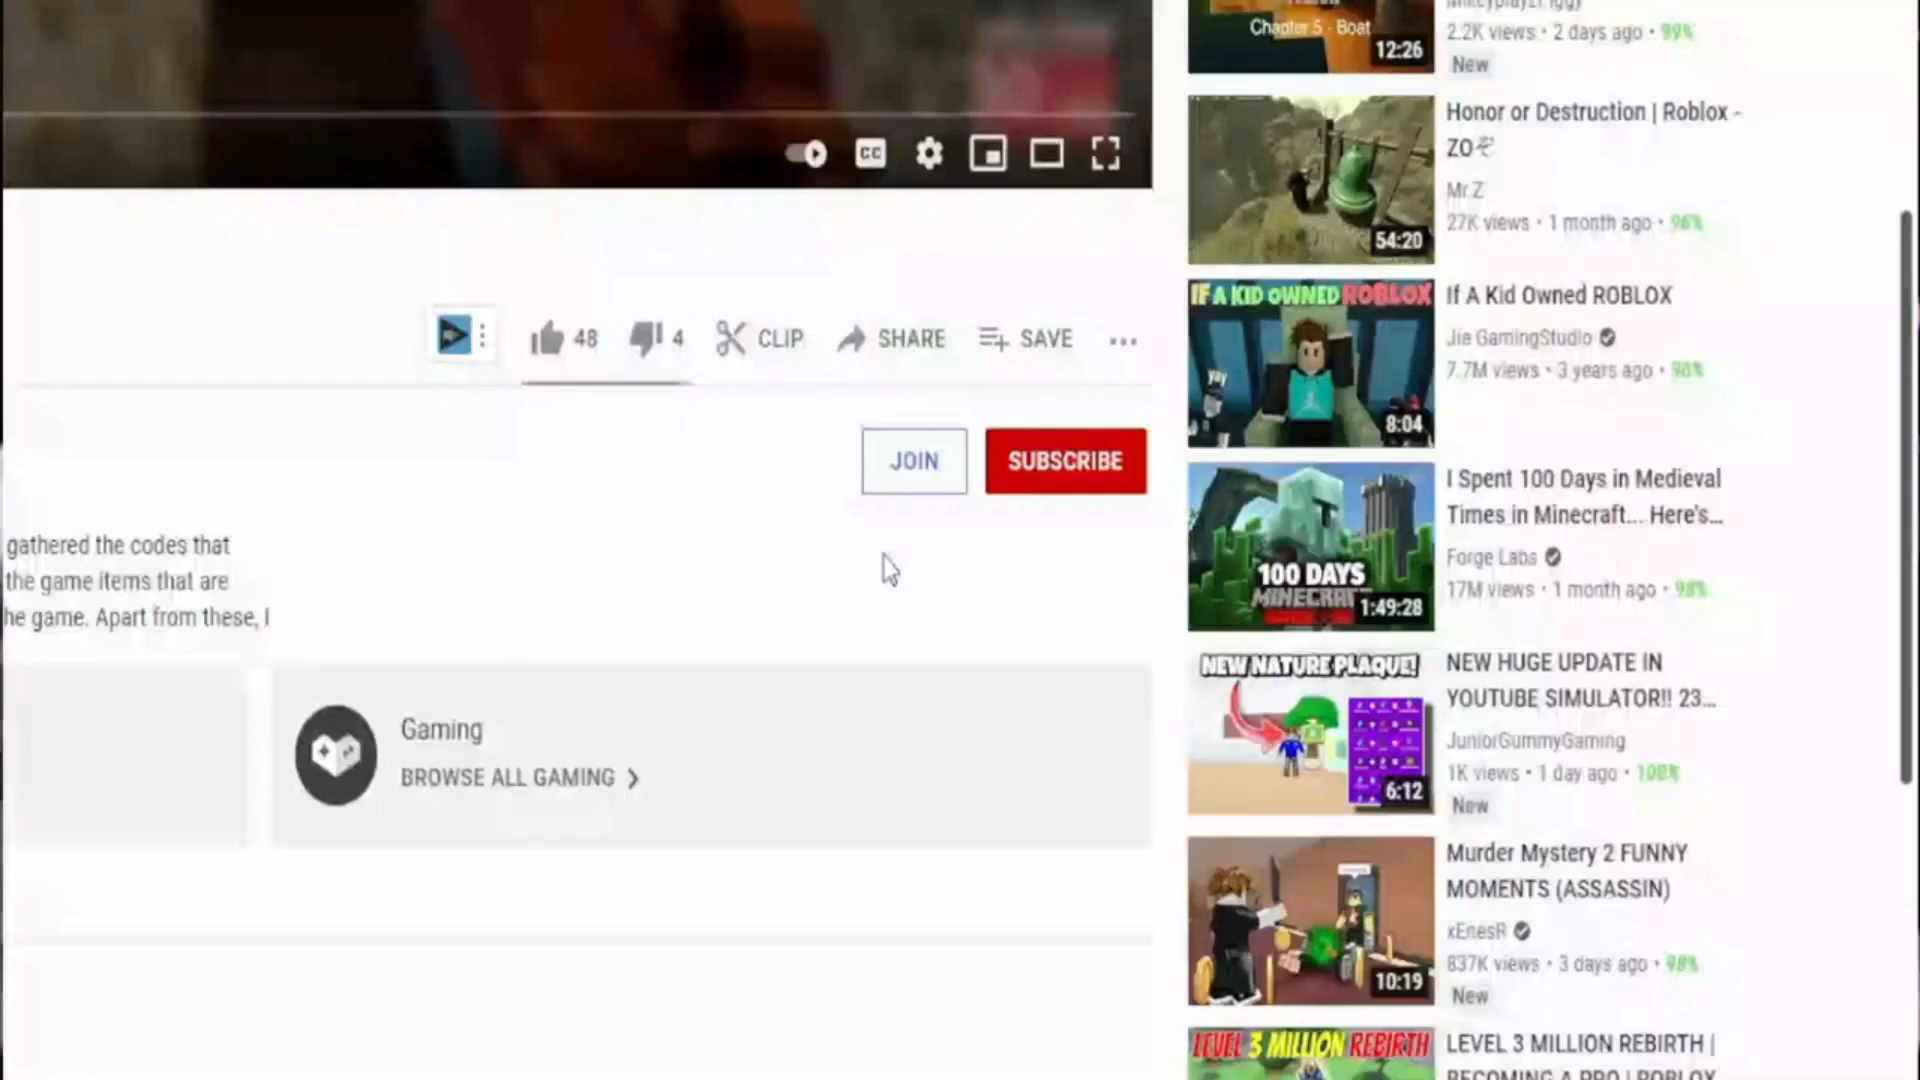 Chapter 5 - Boat
12:26
2.2K views • 2 days ago • 99%
New
CC
48
4
CLIP
SHARE
SAVE
JOIN
SUBSCRIBE
gathered the codes that
the game items that are
he game. Apart from these, I
Gaming
BROWSE ALL GAMING
54:20
Honor or Destruction | Roblox -
ZO
Mr.Z
27K views • 1 month ago • 96%
IF A KID OWNED ROBLOX
yay
8:04
If A Kid Owned ROBLOX
Jie GamingStudio
7.7M views • 3 years ago •
100 DAYS
MINECRAFT
1:49:28
I Spent 100 Days in Medieval
Times in Minecraft... Here's...
Forge Labs
17M views • 1 month ago • 98%
NEW NATURE PLAQUE!
6:12
NEW HUGE UPDATE IN
YOUTUBE SIMULATOR!! 23...
JuniorGummyGaming
1K views • 1 day ago • 100%
New
10:19
Murder Mystery 2 FUNNY
MOMENTS (ASSASSIN)
xEnesR
837K views • 3 days ago • 98%
New
LEVEL 3 MILLION REBIRTH
LEVEL 3 MILLION REBIRTH |
BECOMING A PRO | ROBLOX